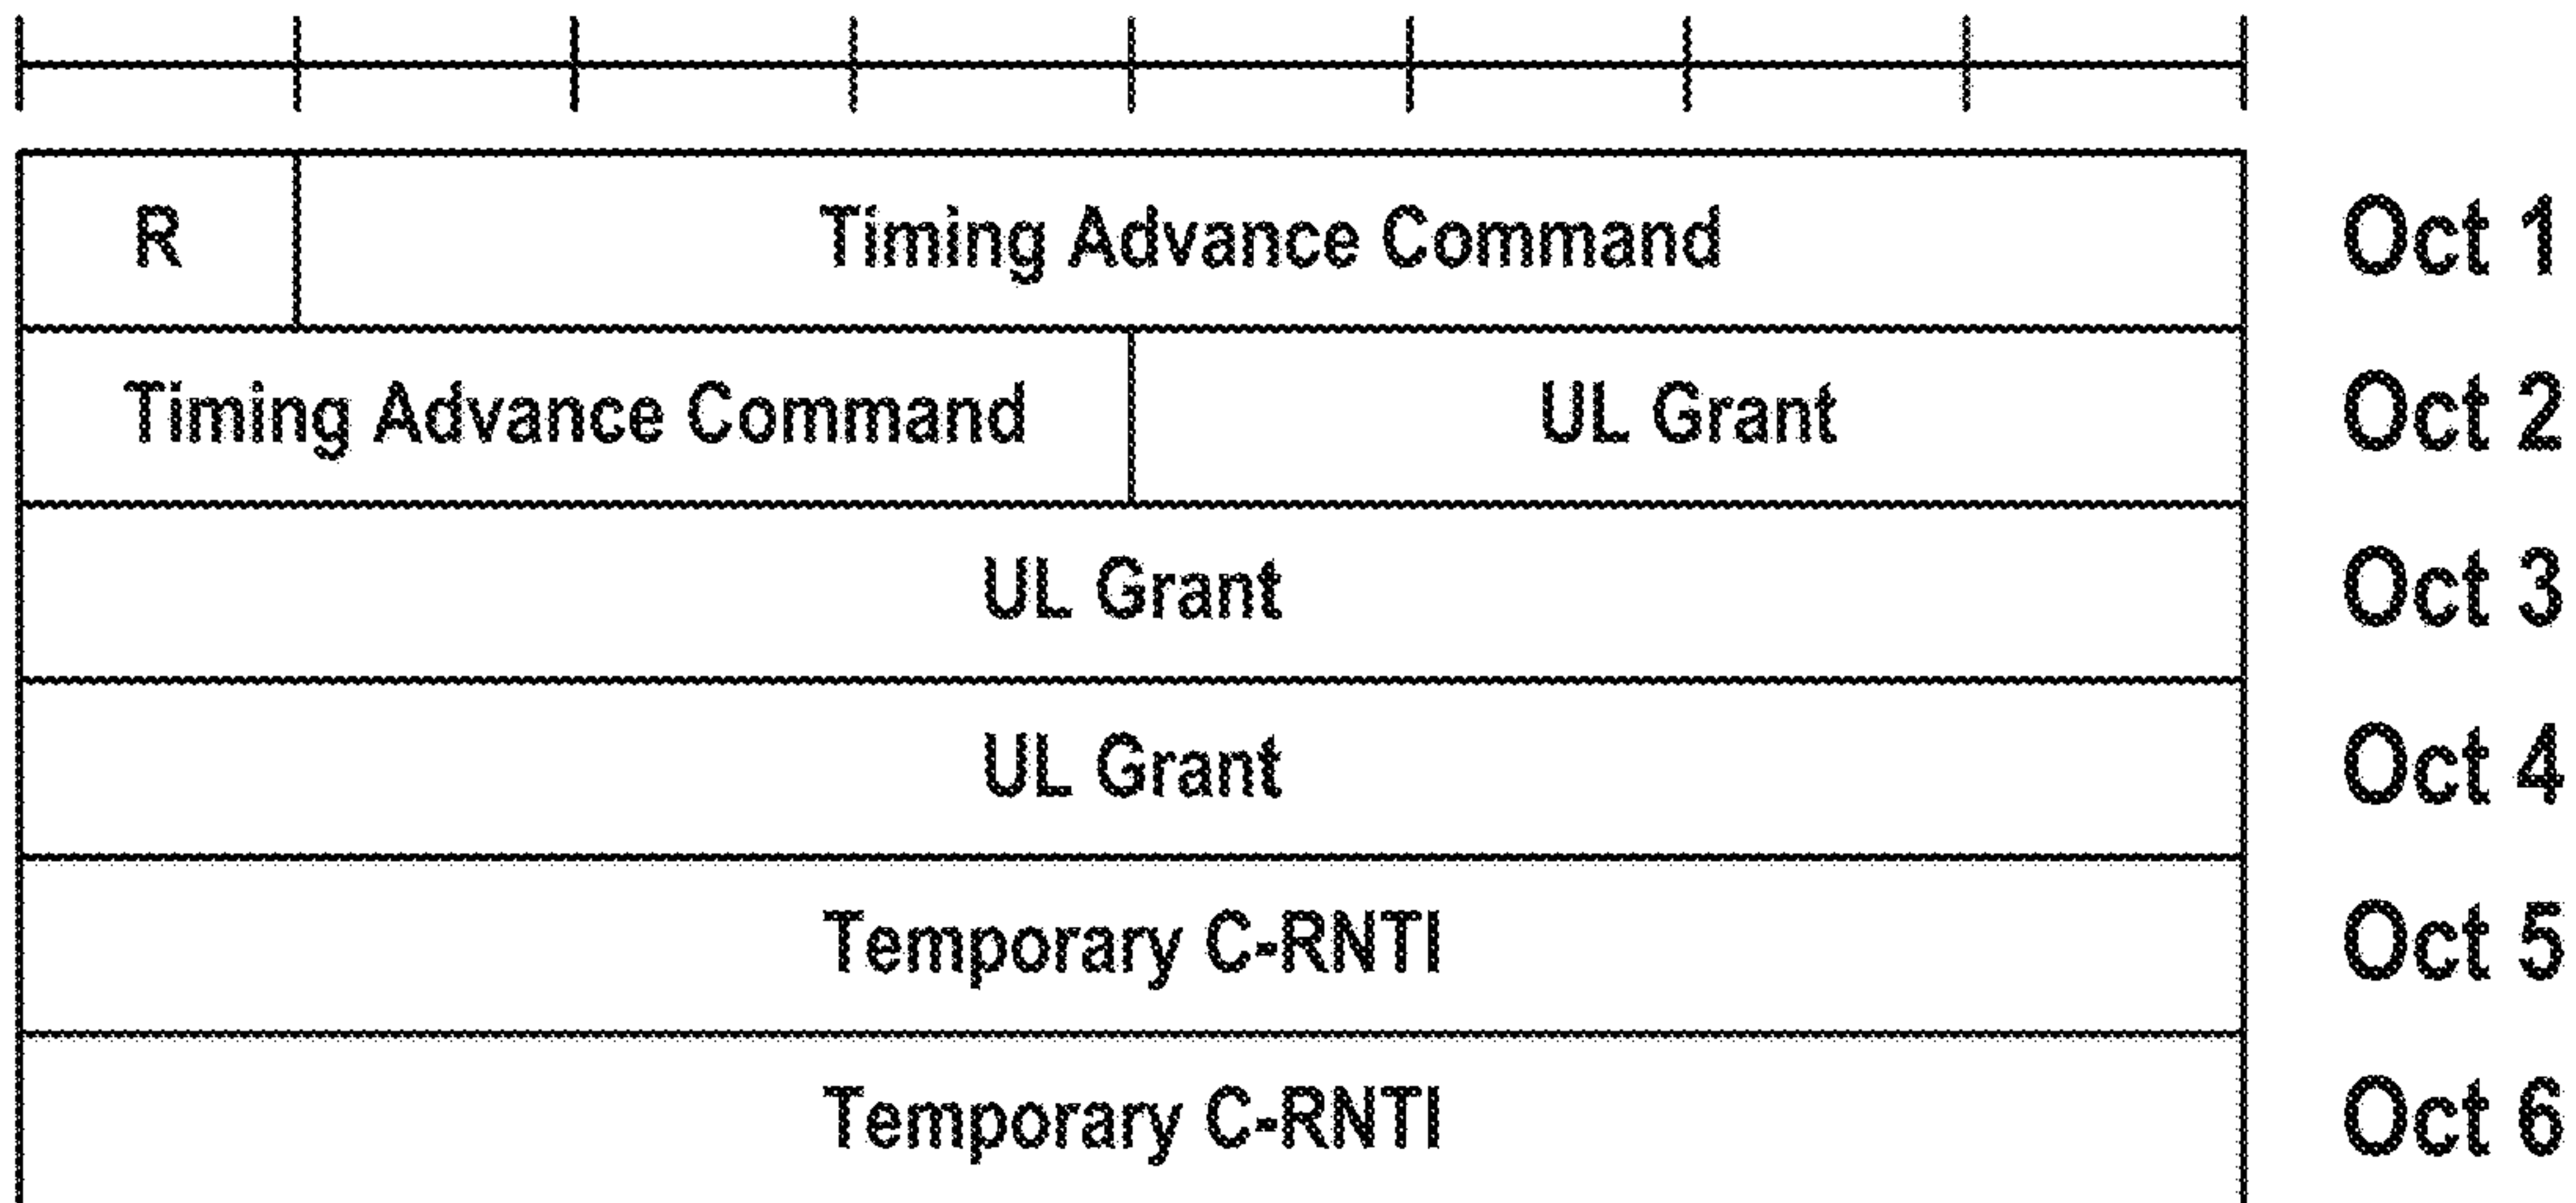 R Timing Advance Command Oct 1
Timing Advance Command UL Grant Oct 2
UL Grant Oct 3
UL Grant Oct 4
Temporary C-RNTI Oct 5
Temporary C-RNTI Oct 6